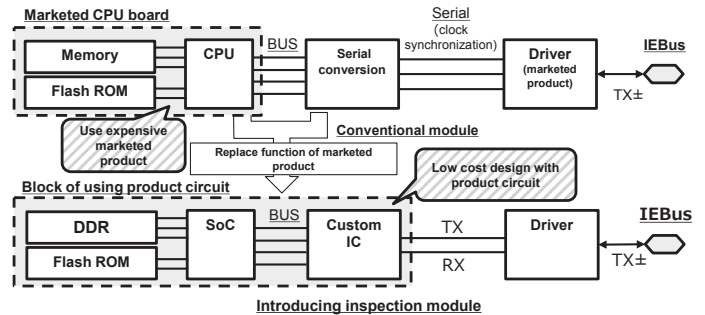 Marketed CPU board
Memory
Flash ROM
CPU
BUS
Serial
conversion
Serial
(clock
synchronization)
Driver
(marketed
product)
IEBus
TX±
Use expensive
marketed
product
Conventional module
Replace function of marketed
product
Low cost design with
product circuit
Block of using product circuit
DDR
Flash ROM
SoC
BUS
Custom
IC
TX
RX
Driver
IEBus
TX±
Introducing inspection module